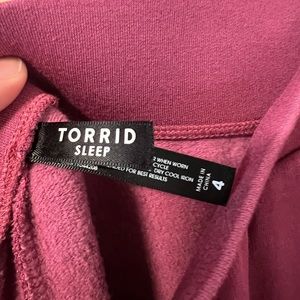 TORRID
SLEEP
WHEN WORN
CYCLE
DRY COOL IRON
FOR BEST RESULTS
MADE IN
CHINA
4